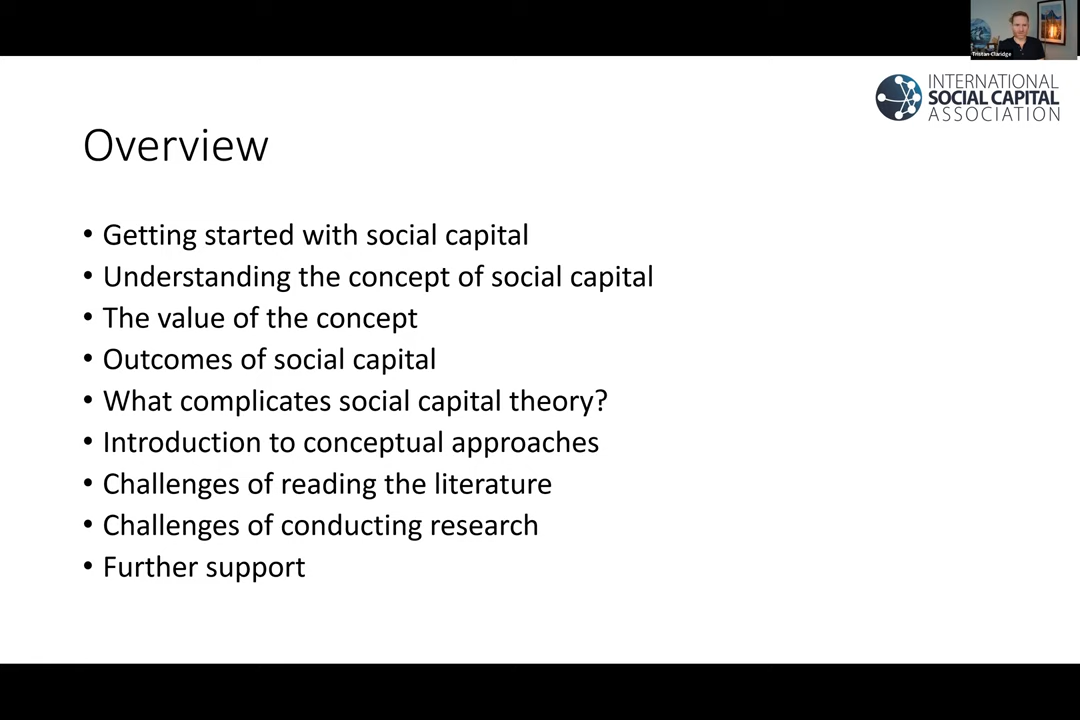 Tristan Claridge
INTERNATIONAL
SOCIAL CAPITAL
ASSOCIATION
Overview
• Getting started with social capital
• Understanding the concept of social capital
• The value of the concept
• Outcomes of social capital
• What complicates social capital theory?
• Introduction to conceptual approaches
• Challenges of reading the literature
• Challenges of conducting research
• Further support